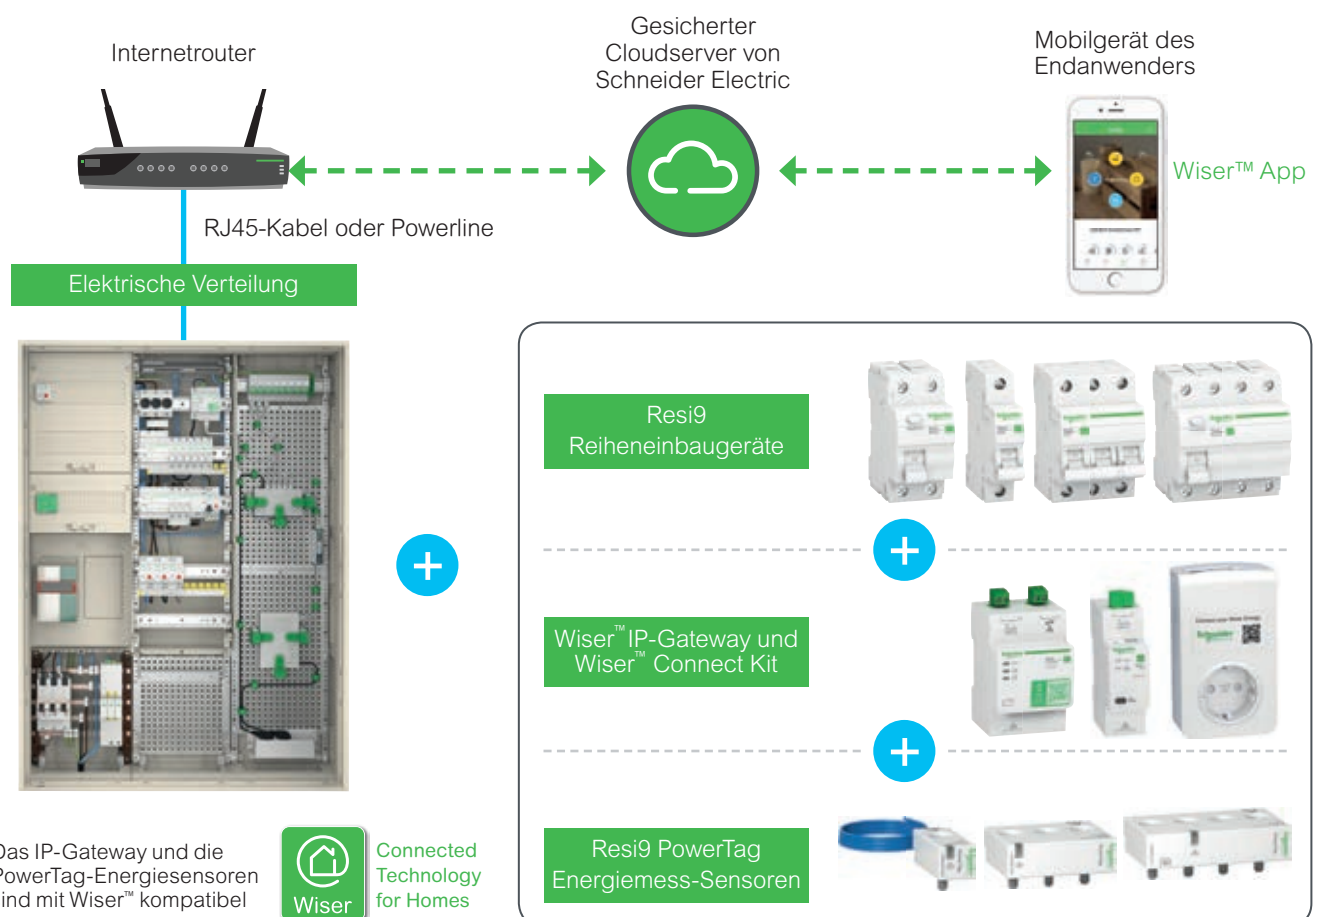 Internetrouter
Gesicherter
Cloudserver von
Schneider Electric
Mobilgerät des
Endanwenders
Wiser™ App
RJ45-Kabel oder Powerline
Elektrische Verteilung
Resi9
Reiheneinbaugeräte
Wiser™ IP-Gateway und
Wiser™ Connect Kit
Schneider
Resi9 PowerTag
Energiemess-Sensoren
Das IP-Gateway und die
PowerTag-Energiesensoren
sind mit Wiser™ kompatibel
Wiser
Connected
Technology
for Homes